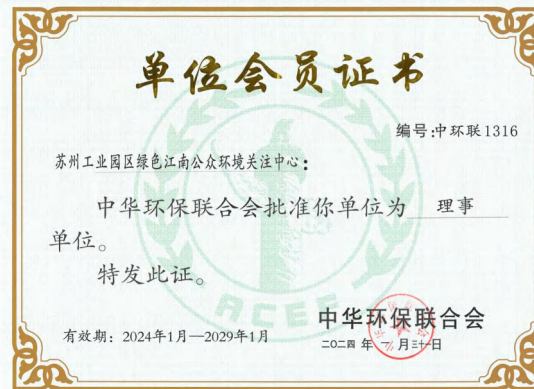 单位会员证书
编号:中环联1316
苏州工业园区绿色江南公众环境关注中心：
中华环保联合会批准你单位为 理事
单位。
特发此证。
ACEF
中华环保联合会
有效期：2024年1月—2029年1月
二〇二四 年 一 月三十一日